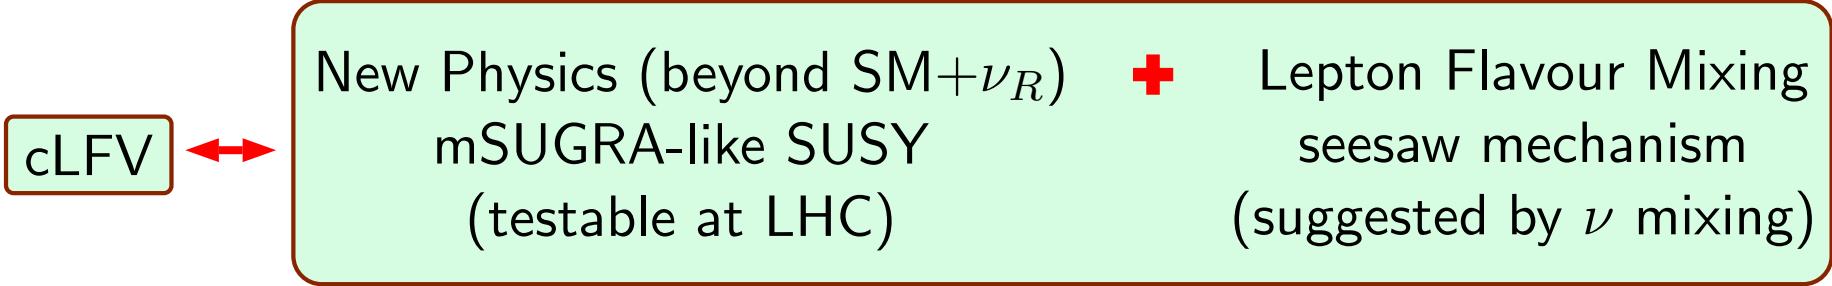 cLFV
New Physics (beyond SM+ν_R)
mSUGRA-like SUSY
(testable at LHC)
+
Lepton Flavour Mixing
seesaw mechanism
(suggested by ν mixing)